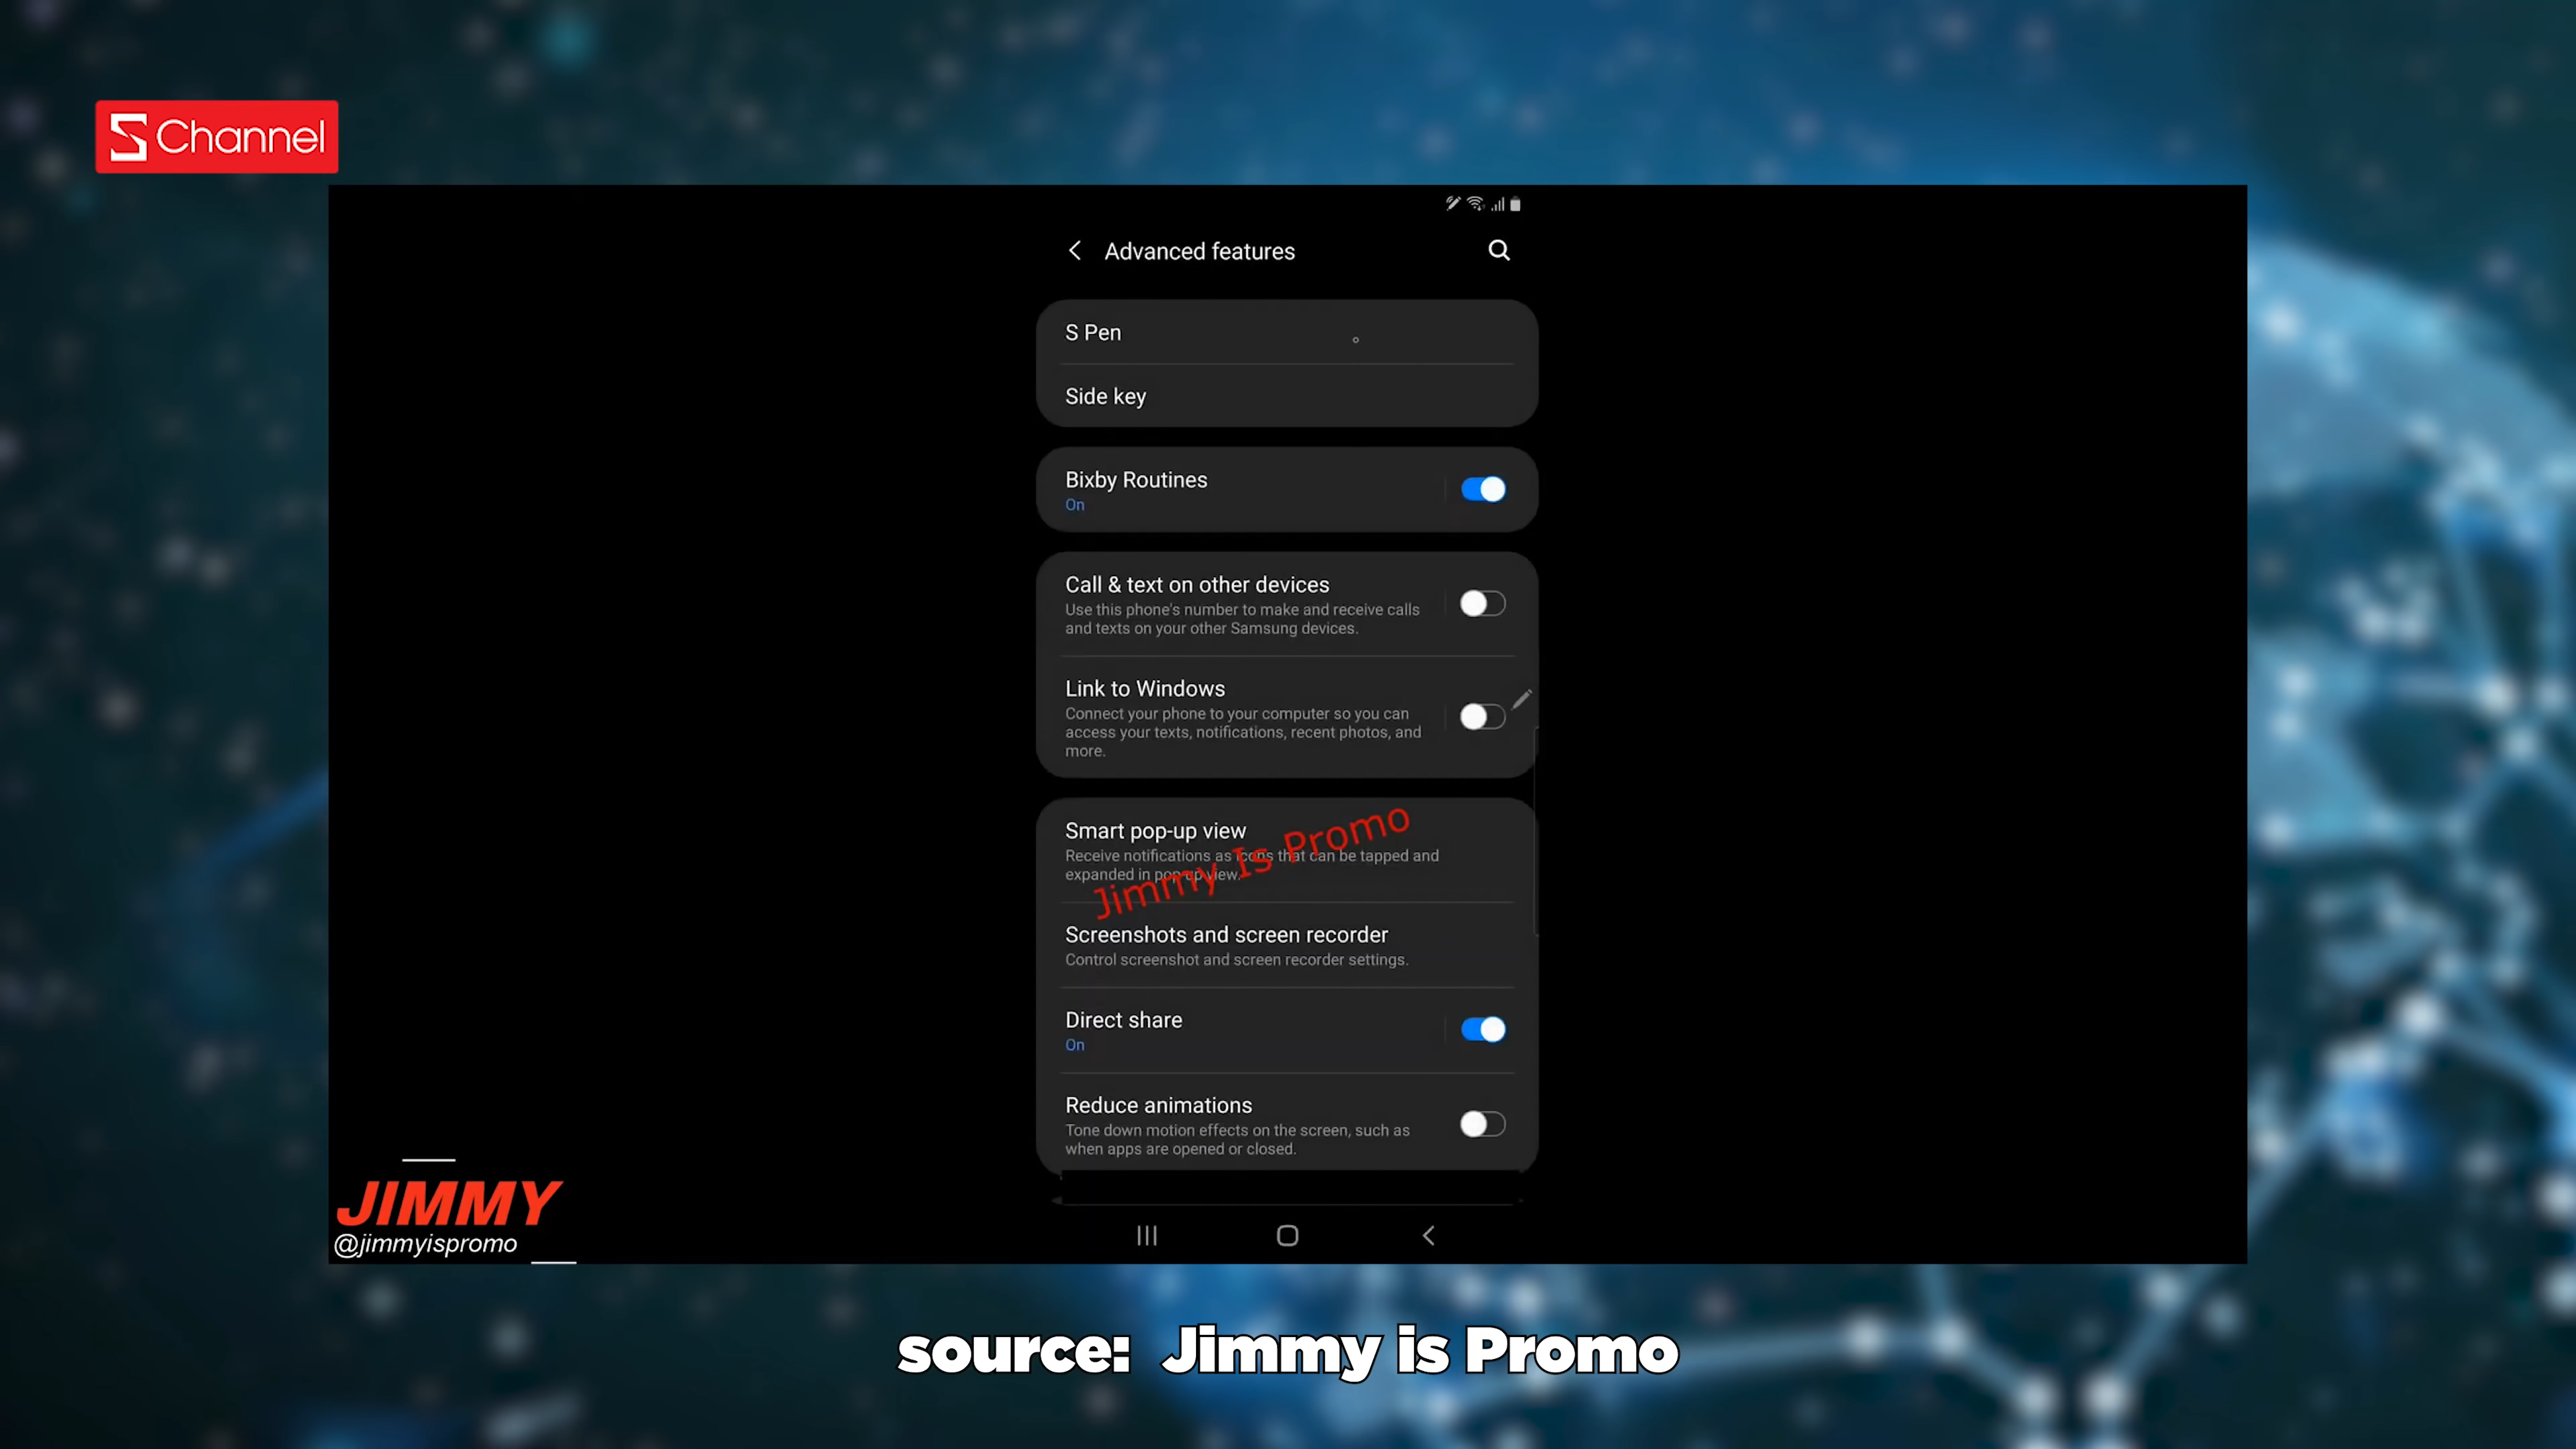 S Channel
Advanced features
S Pen
Side key
Bixby Routines
On
Call & text on other devices
Use this phone's number to make and receive calls
and texts on your other Samsung devices.
Link to Windows
Connect your phone to your computer so you can
access your texts, notifications, recent photos, and
more.
Smart pop-up view
Receive notifications as icons that can be tapped and
expanded in pop-up view.
Jimmy Is Promo
Screenshots and screen recorder
Control screenshot and screen recorder settings.
Direct share
On
Reduce animations
Tone down motion effects on the screen, such as
when apps are opened or closed.
JIMMY
@jimmyispromo
source: Jimmy is Promo